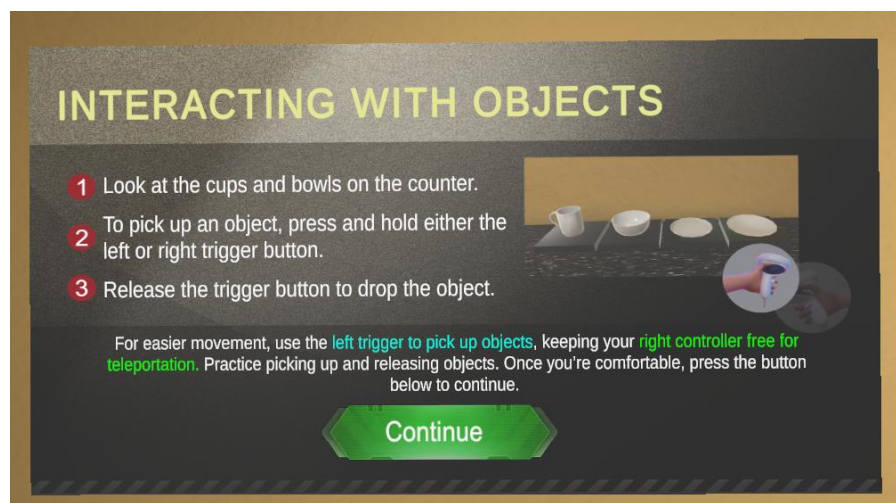 INTERACTING WITH OBJECTS
1 Look at the cups and bowls on the counter.
2 To pick up an object, press and hold either the
left or right trigger button.
3 Release the trigger button to drop the object.
For easier movement, use the left trigger to pick up objects, keeping your right controller free for
teleportation. Practice picking up and releasing objects. Once you're comfortable, press the button
below to continue.
Continue